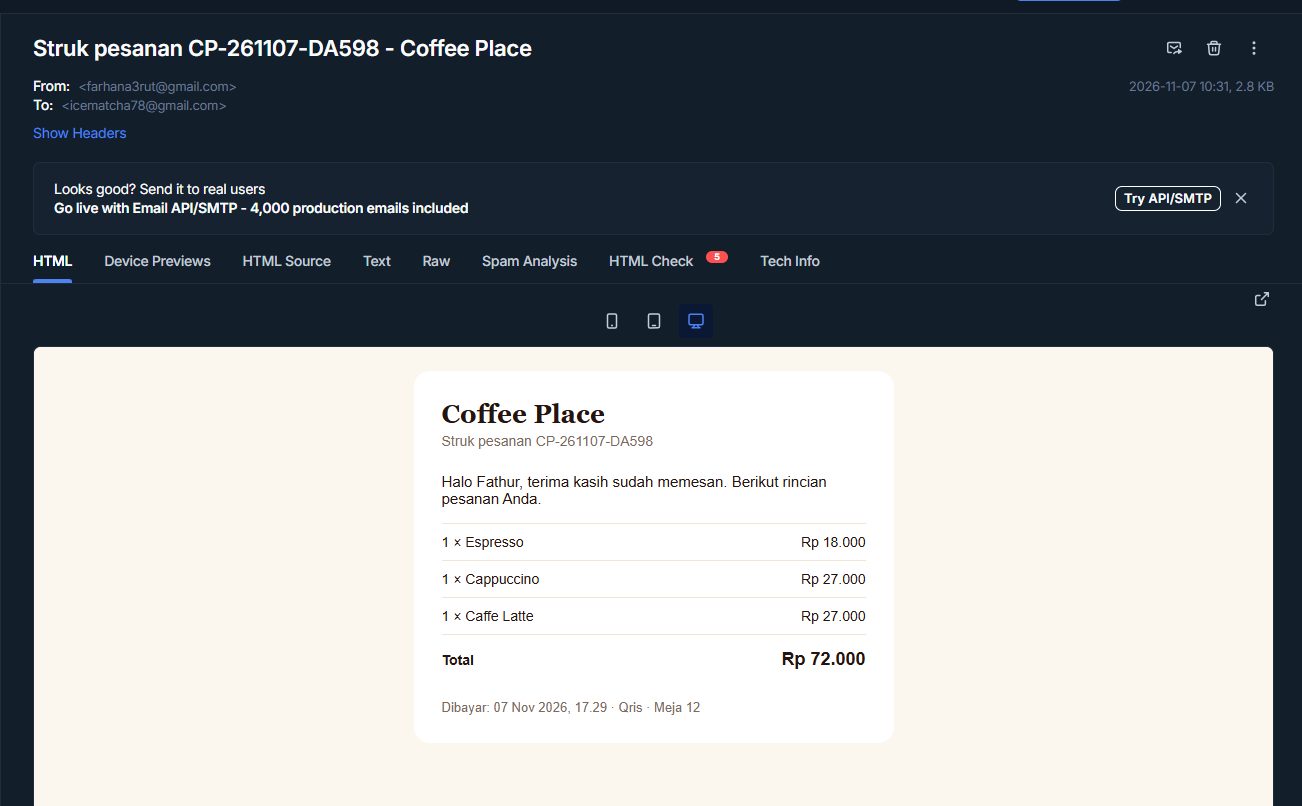 Struk pesanan CP-261107-DA598 - Coffee Place
From: <farhana3rut@gmail.com>
2026-11-07 10:31, 2.8 KB
To: <icematcha78@gmail.com>
Show Headers
Looks good? Send it to real users
Go live with Email API/SMTP - 4,000 production emails included
Try API/SMTP
HTML Device Previews HTML Source Text Raw Spam Analysis HTML Check 5 Tech Info
Coffee Place
Struk pesanan CP-261107-DA598
Halo Fathur, terima kasih sudah memesan. Berikut rincian
pesanan Anda.
1 × Espresso Rp 18.000
1 × Cappuccino Rp 27.000
1 × Caffe Latte Rp 27.000
Total Rp 72.000
Dibayar: 07 Nov 2026, 17.29 · Qris · Meja 12